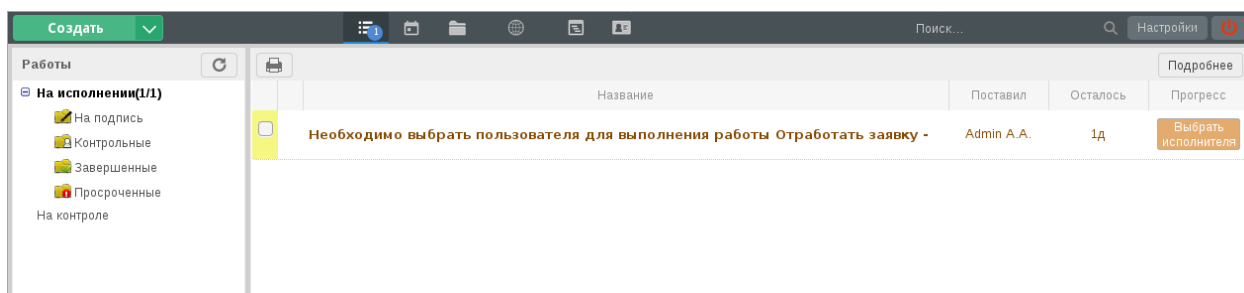 Создать
1
Поиск...
Настройки
Работы
Подробнее
Название
Поставил
Осталось
Прогресс
На исполнении(1/1)
На подпись
Контрольные
Завершенные
Просроченные
На контроле
Необходимо выбрать пользователя для выполнения работы Отработать заявку -
Admin A.A.
1д
Выбрать
исполнителя